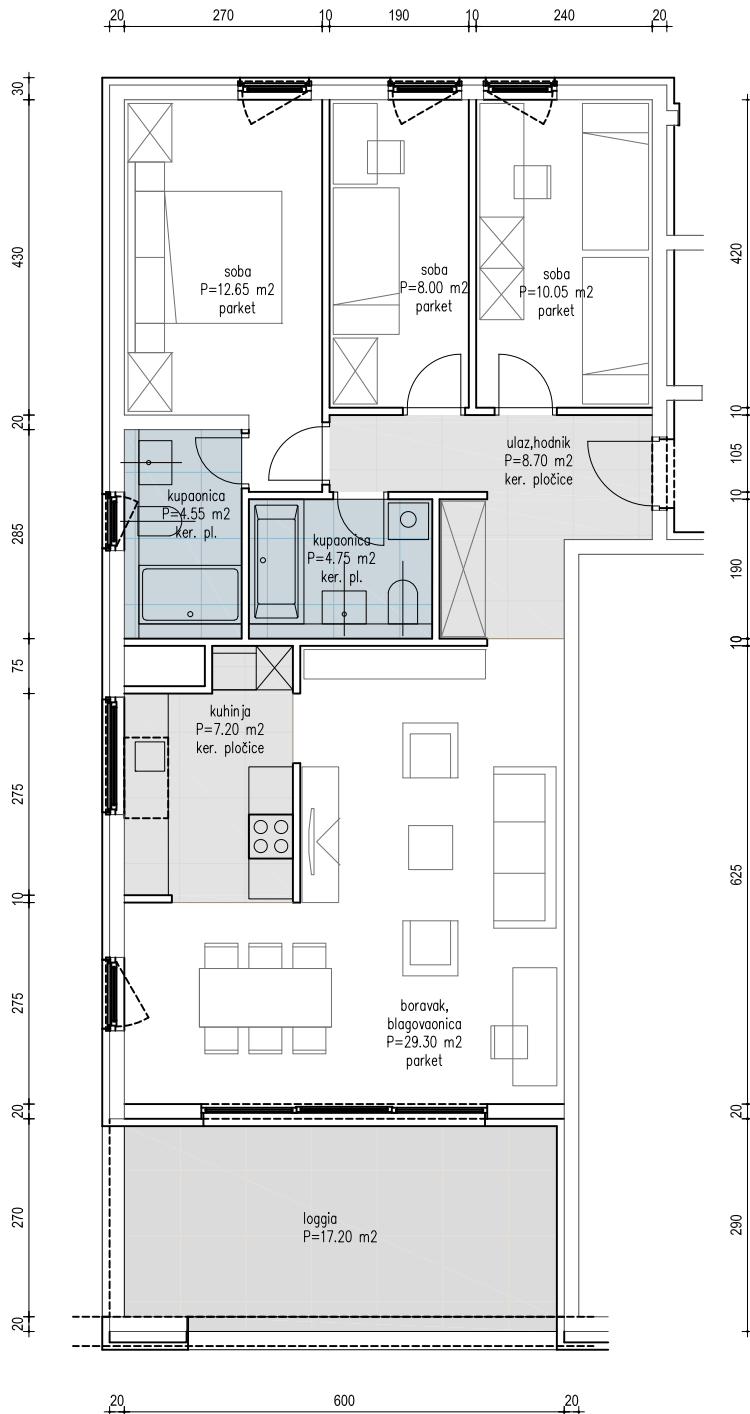 20 270 10 190 10 240 20
30
430
20
285
75
275
10
275
20
270
20
soba
P=12.65 m2
parket
soba
P=8.00 m2
parket
soba
P=10.05 m2
parket
ulaz,hodnik
P=8.70 m2
ker. pločice
kupaonica
P=4.55 m2
ker. pl.
kupaonica
P=4.75 m2
ker. pl.
kuhinja
P=7.20 m2
ker. pločice
boravak,
blagovaonica
P=29.30 m2
parket
loggia
P=17.20 m2
420
10
105
10
190
10
625
20
290
20 600 20